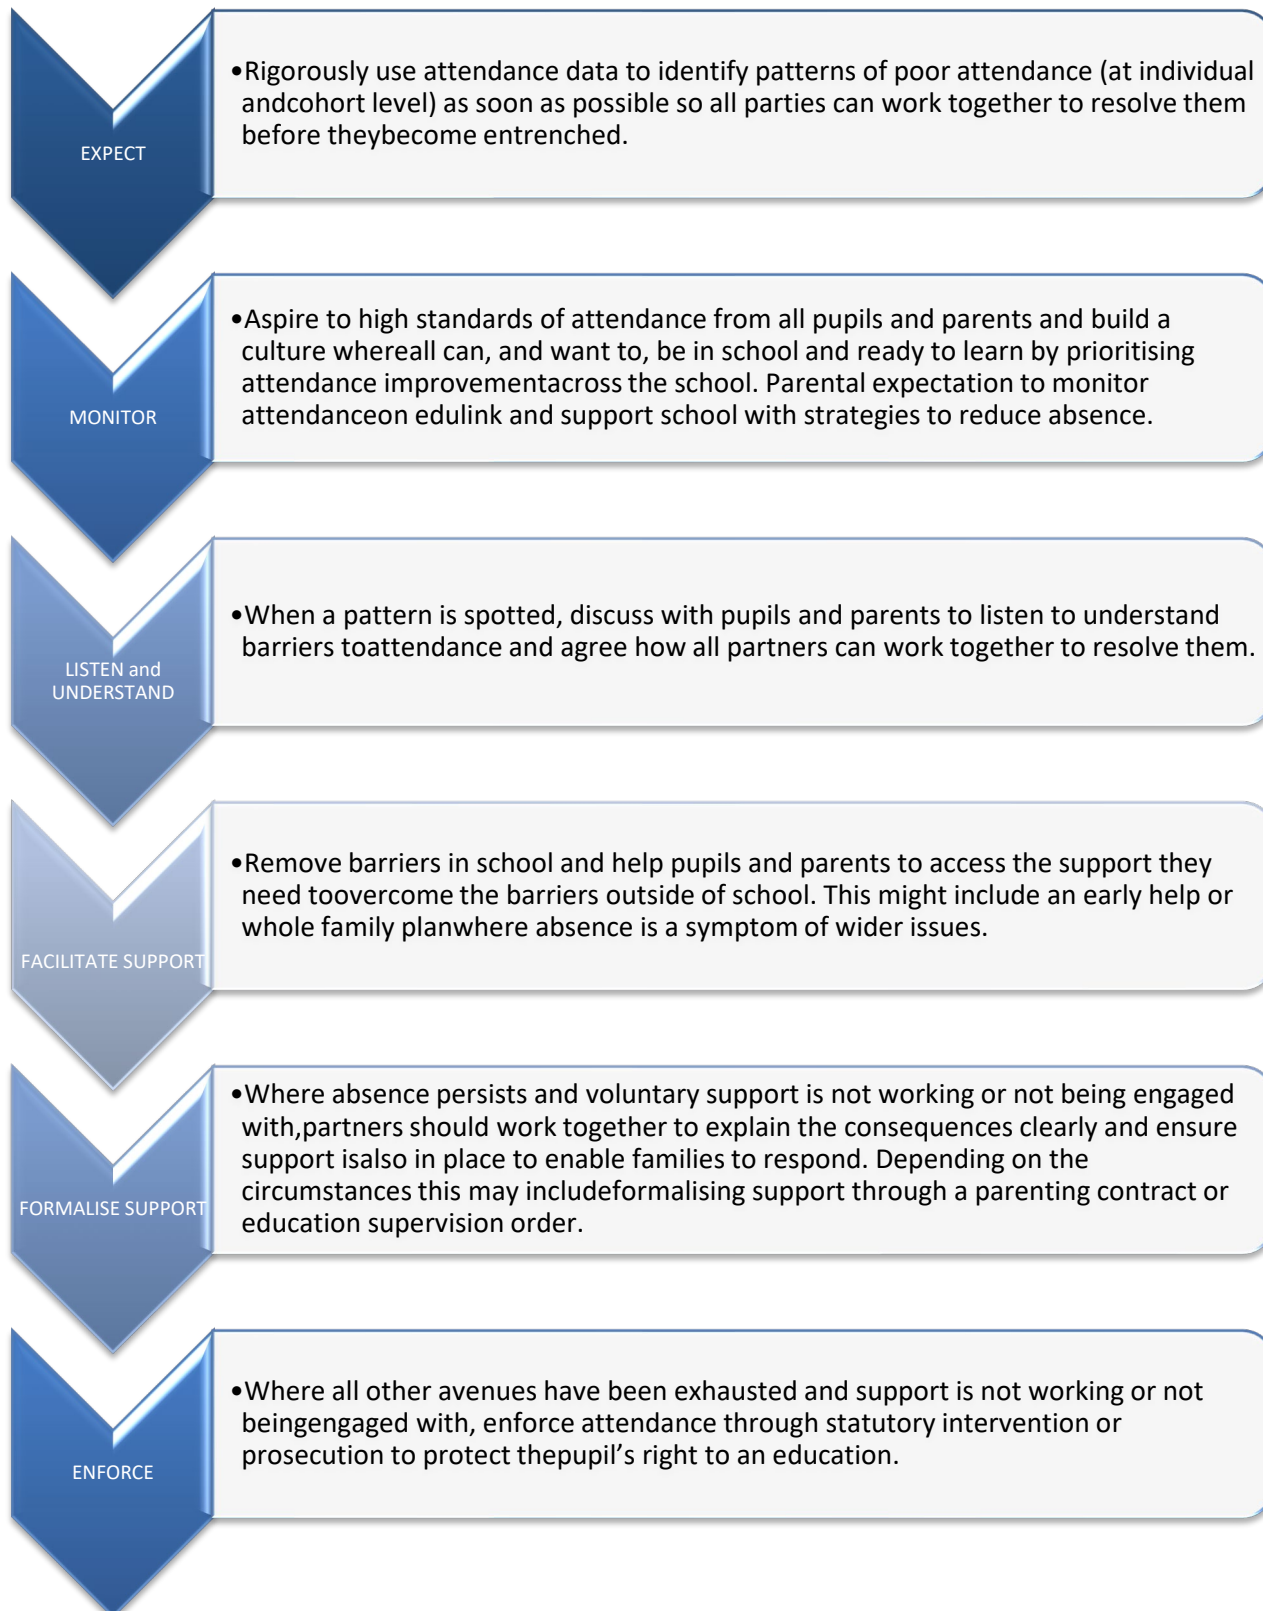 EXPECT
•Rigorously use attendance data to identify patterns of poor attendance (at individual
andcohort level) as soon as possible so all parties can work together to resolve them
before theybecome entrenched.
MONITOR
•Aspire to high standards of attendance from all pupils and parents and build a
culture whereall can, and want to, be in school and ready to learn by prioritising
attendance improvementacross the school. Parental expectation to monitor
attendanceon edulink and support school with strategies to reduce absence.
LISTEN and
UNDERSTAND
•When a pattern is spotted, discuss with pupils and parents to listen to understand
barriers toattendance and agree how all partners can work together to resolve them.
FACILITATE SUPPORT
•Remove barriers in school and help pupils and parents to access the support they
need toovercome the barriers outside of school. This might include an early help or
whole family planwhere absence is a symptom of wider issues.
FORMALISE SUPPORT
•Where absence persists and voluntary support is not working or not being engaged
with,partners should work together to explain the consequences clearly and ensure
support isalso in place to enable families to respond. Depending on the
circumstances this may includeformalising support through a parenting contract or
education supervision order.
ENFORCE
•Where all other avenues have been exhausted and support is not working or not
beingengaged with, enforce attendance through statutory intervention or
prosecution to protect thepupil’s right to an education.